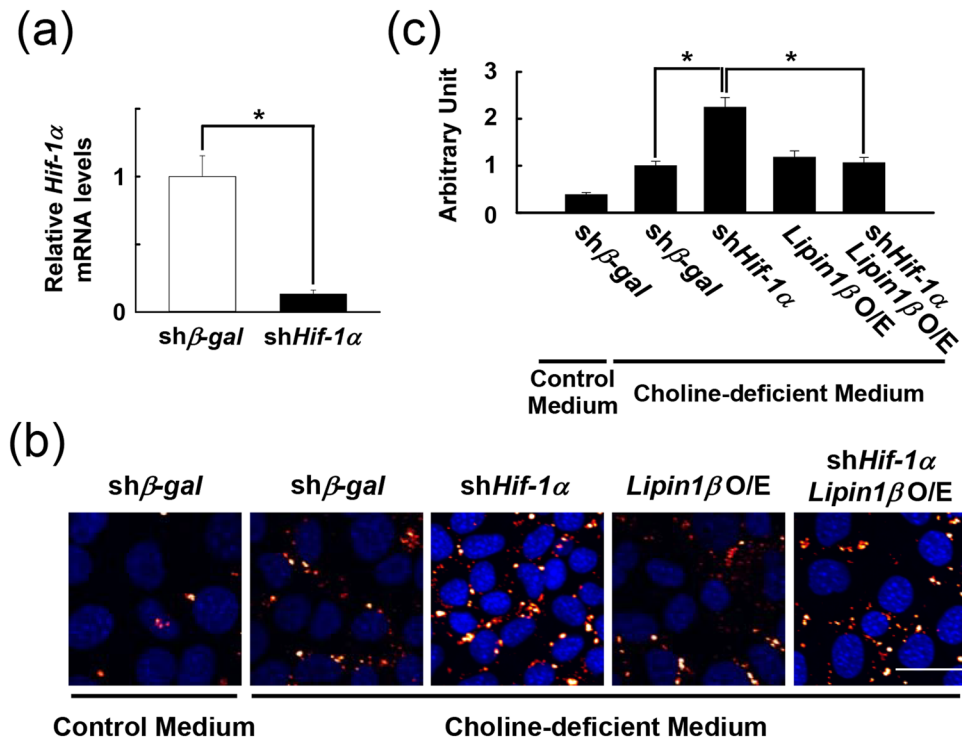 (a)
Relative Hif-1α
mRNA levels
1
0
*
shβ-gal
shHif-1α
(c)
Arbitrary Unit
3
2
1
0
*
*
shβ-gal
shβ-gal
shHif-1α
Lipin1β O/E
shHif-1α
Lipin1β O/E
Control
Medium
Choline-deficient Medium
(b)
shβ-gal
shβ-gal
shHif-1α
Lipin1β O/E
shHif-1α
Lipin1β O/E
Control Medium
Choline-deficient Medium